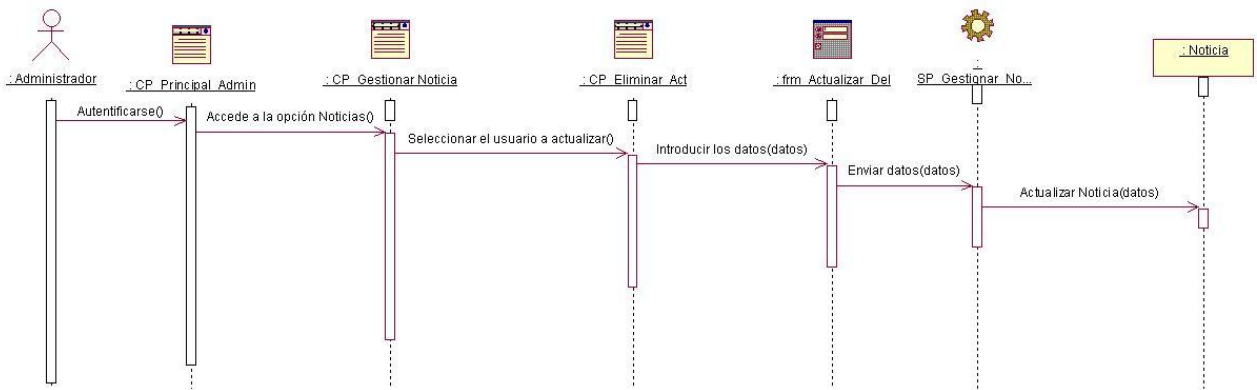 : Administrador
: CP_Principal_Admin
: CP_Gestionar Noticia
: CP_Eliminar_Act
: frm_Actualizar_Del
:
SP_Gestionar_No...
: Noticia
Autentificarse()
Accede a la opción Noticias()
Seleccionar el usuario a actualizar()
Introducir los datos(datos)
Enviar datos(datos)
Actualizar Noticia(datos)